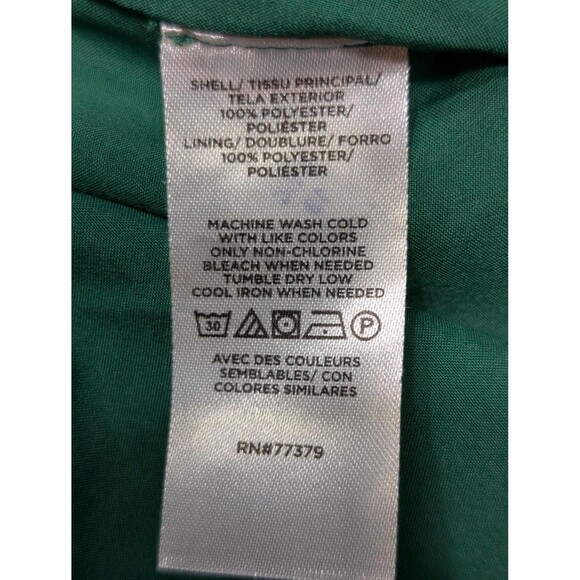 SHELL/ TISSU PRINCIPAL/
TELA EXTERIOR
100% POLYESTER/
POLIÉSTER
LINING/ DOUBLURE/ FORRO
100% POLYESTER/
POLIÉSTER
MACHINE WASH COLD
WITH LIKE COLORS
ONLY NON-CHLORINE
BLEACH WHEN NEEDED
TUMBLE DRY LOW
COOL IRON WHEN NEEDED
30 P
AVEC DES COULEURS
SEMBLABLES/ CON
COLORES SIMILARES
RN#77379